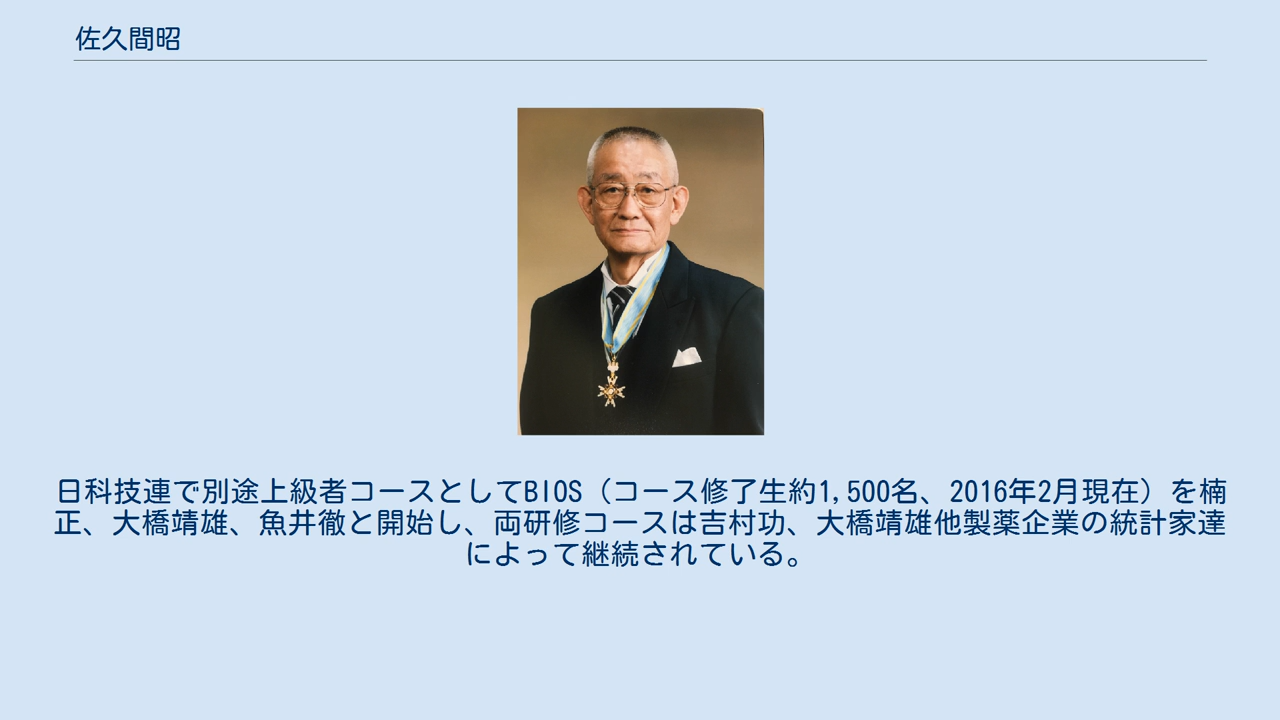 佐久間昭
日科技連で別途上級者コースとしてBIOS（コース修了生約1,500名、2016年2月現在）を楠
正、大橋靖雄、魚井徹と開始し、両研修コースは吉村功、大橋靖雄他製薬企業の統計家達
によって継続されている。